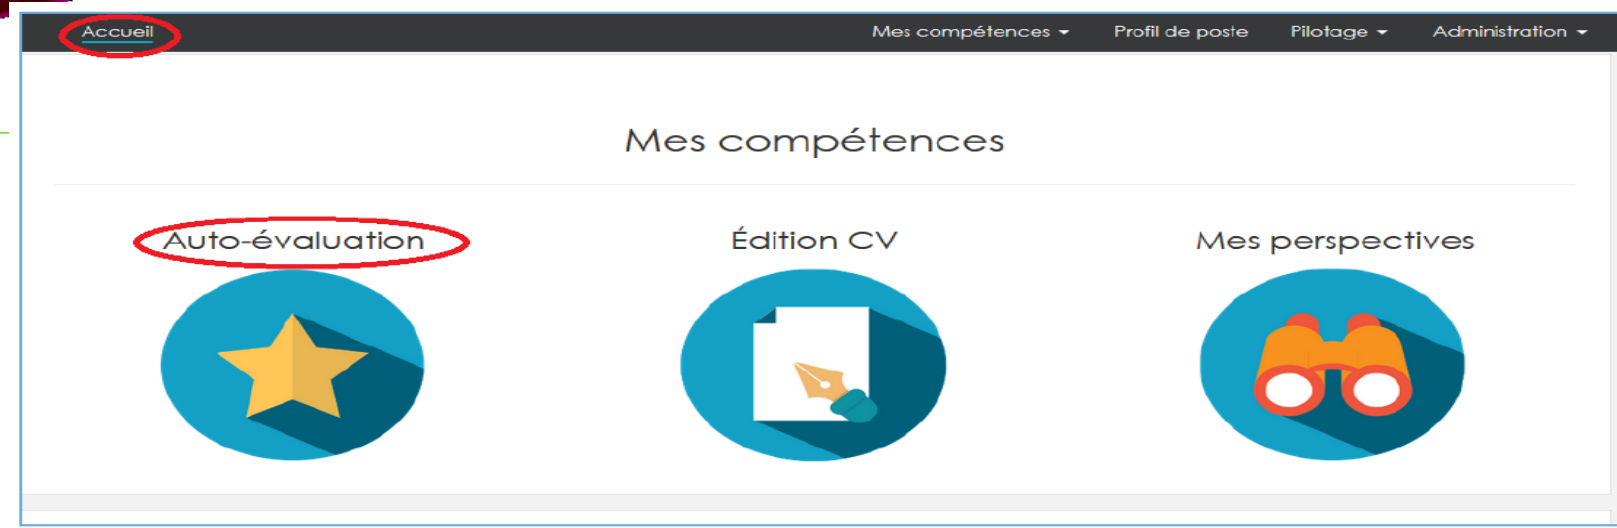 Accueil Mes compétences Profil de poste Pilotage Administration
Mes compétences
Auto-évaluation Édition CV Mes perspectives